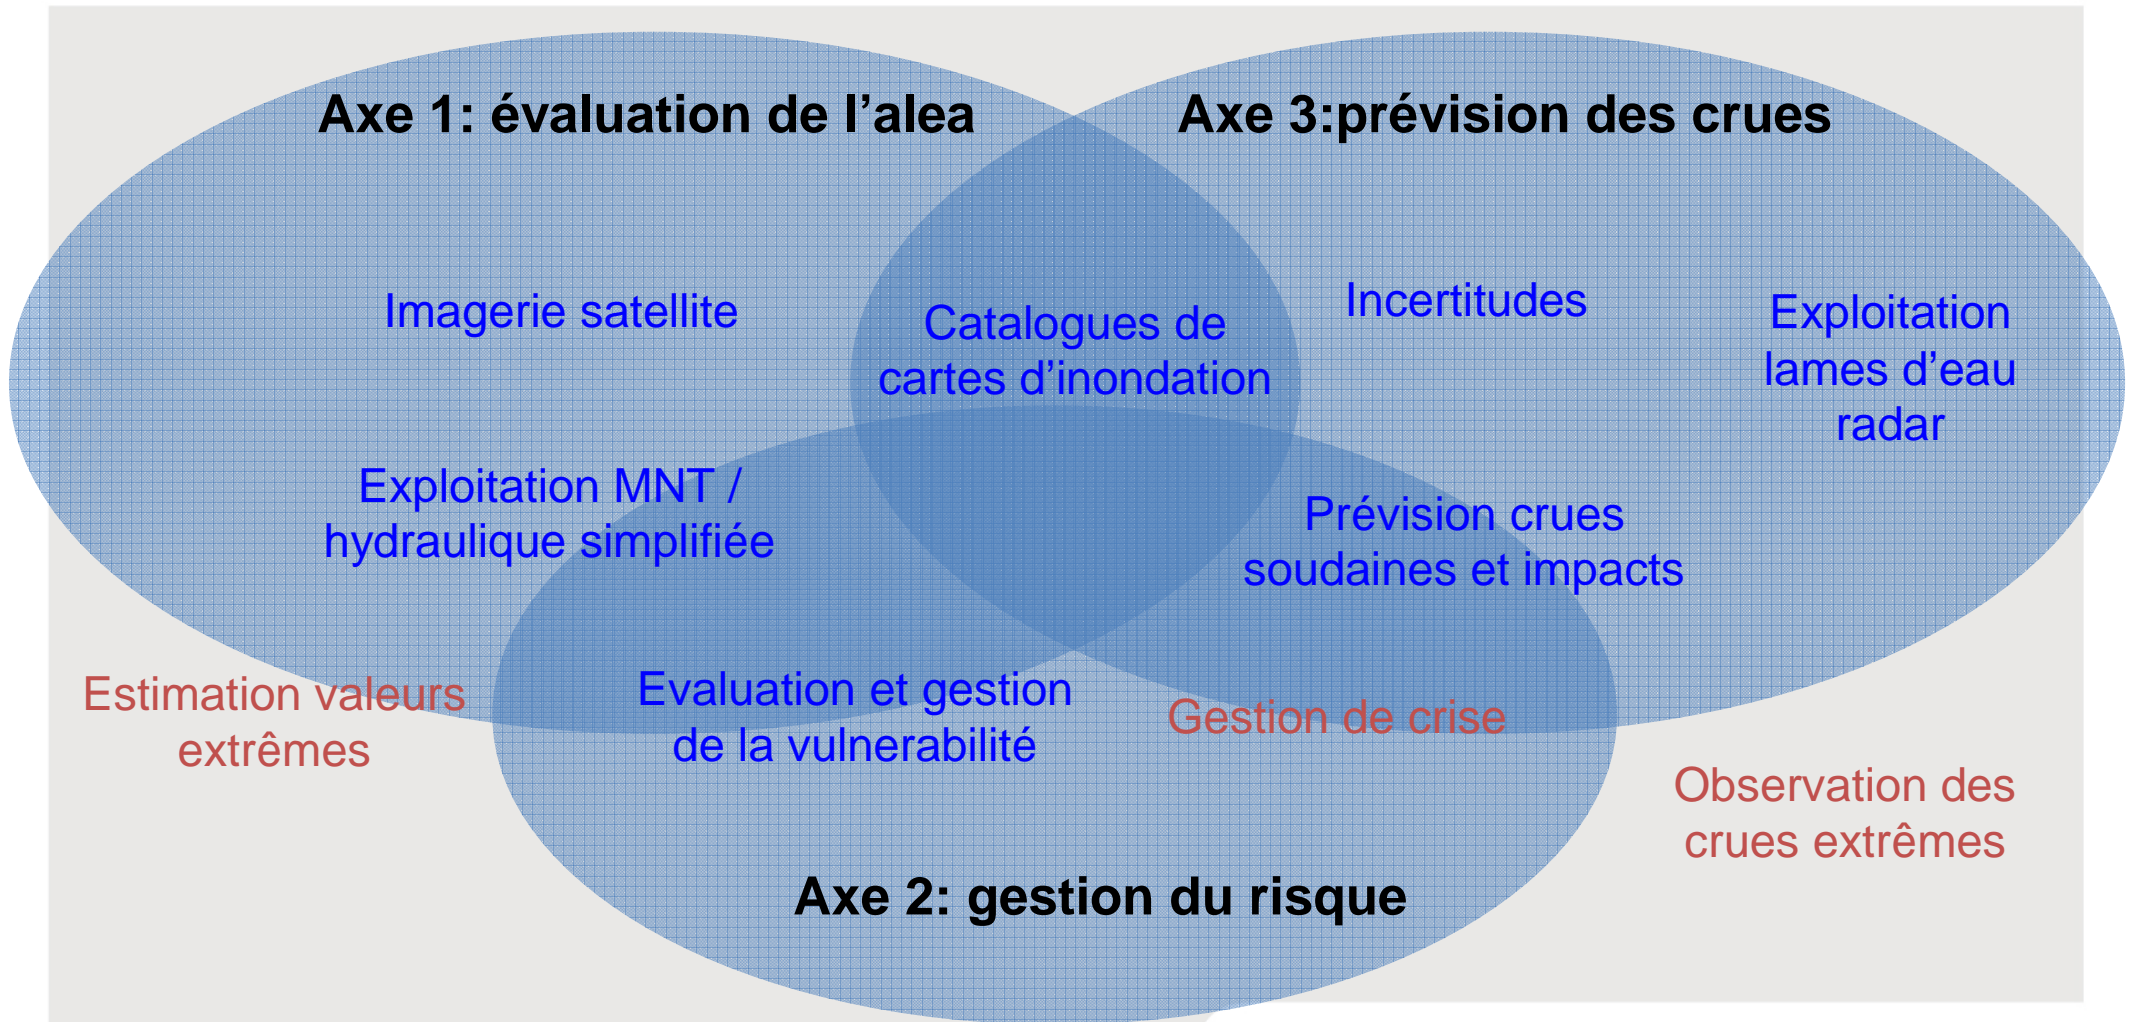 Axe 1: évaluation de l’alea
Axe 3:prévision des crues
Imagerie satellite
Catalogues de
cartes d’inondation
Incertitudes
Exploitation
lames d’eau
radar
Exploitation MNT /
hydraulique simplifiée
Prévision crues
soudaines et impacts
Estimation valeurs
extrêmes
Evaluation et gestion
de la vulnerabilité
Gestion de crise
Observation des
crues extrêmes
Axe 2: gestion du risque